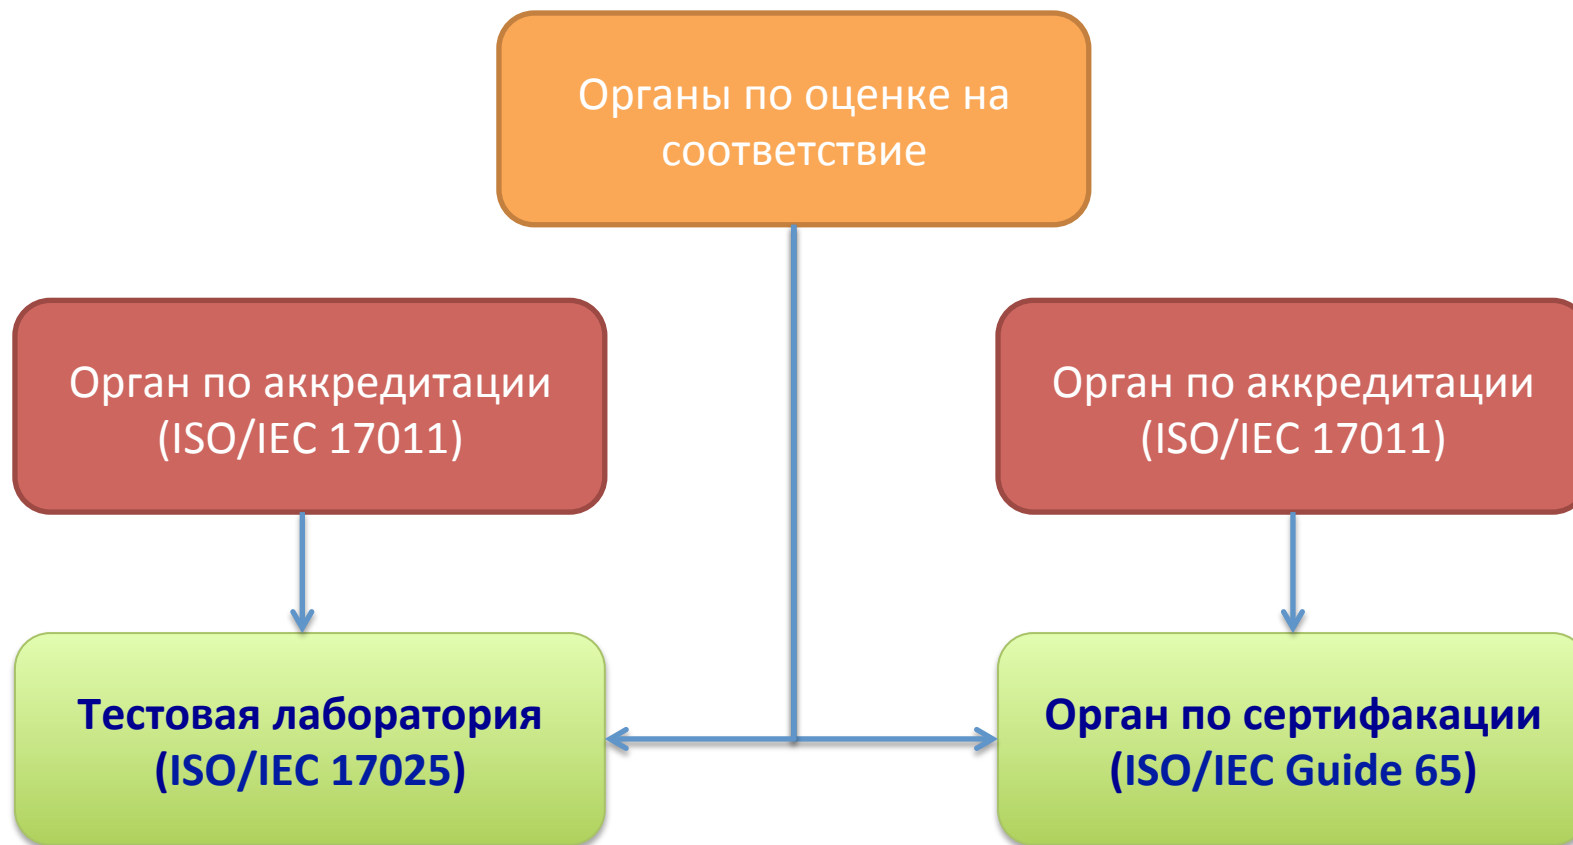 Органы по оценке на
соответствие
Орган по аккредитации
(ISO/IEC 17011)
Орган по аккредитации
(ISO/IEC 17011)
Тестовая лаборатория
(ISO/IEC 17025)
Орган по сертифакации
(ISO/IEC Guide 65)